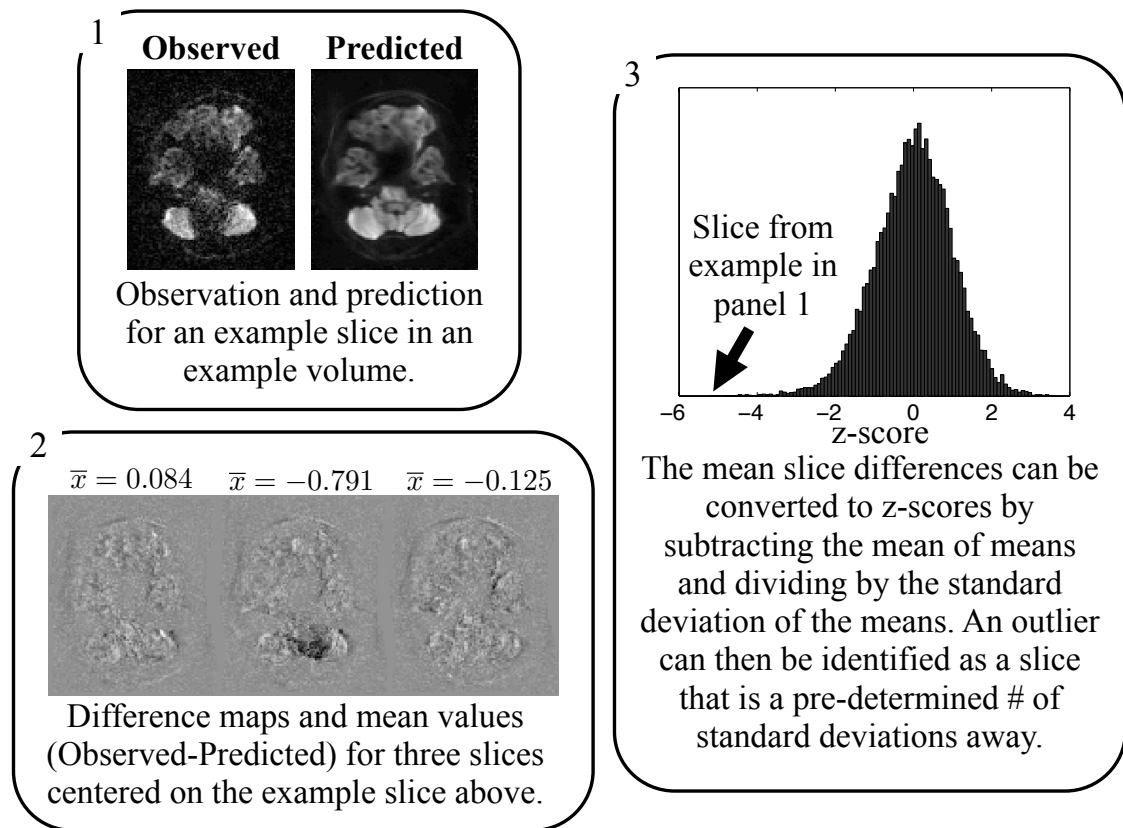 1
Observed Predicted
Observation and prediction
for an example slice in an
example volume.
2
x̅ = 0.084 x̅ = −0.791 x̅ = −0.125
Difference maps and mean values
(Observed-Predicted) for three slices
centered on the example slice above.
3
Slice from
example in
panel 1
−6 −4 −2 0 2 4
z-score
The mean slice differences can be
converted to z-scores by
subtracting the mean of means
and dividing by the standard
deviation of the means. An outlier
can then be identified as a slice
that is a pre-determined # of
standard deviations away.